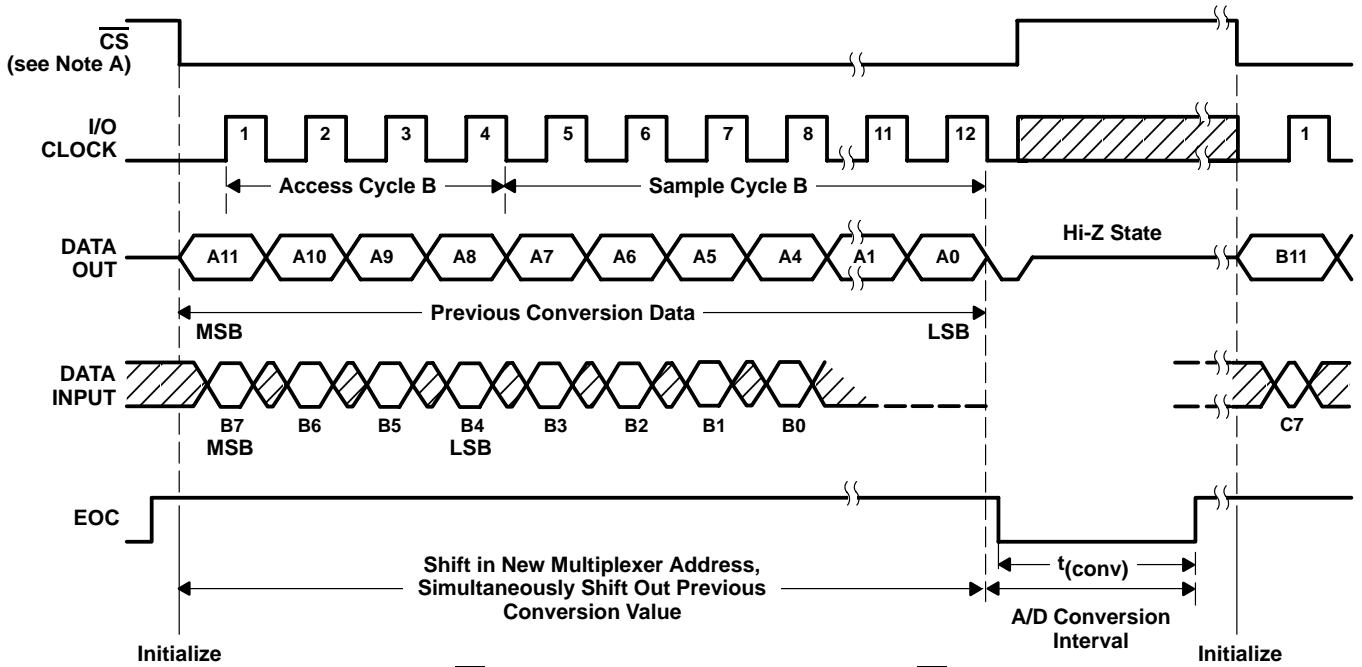 CS
(see Note A)
I/O
CLOCK
1 2 3 4 5 6 7 8 11 12 1
Access Cycle B
Sample Cycle B
DATA
OUT
A11 A10 A9 A8 A7 A6 A5 A4 A1 A0
Hi-Z State
B11
Previous Conversion Data
MSB
LSB
DATA
INPUT
B7 B6 B5 B4 B3 B2 B1 B0 C7
MSB
LSB
EOC
Shift in New Multiplexer Address,
Simultaneously Shift Out Previous
Conversion Value
t(conv)
A/D Conversion
Interval
Initialize
Initialize